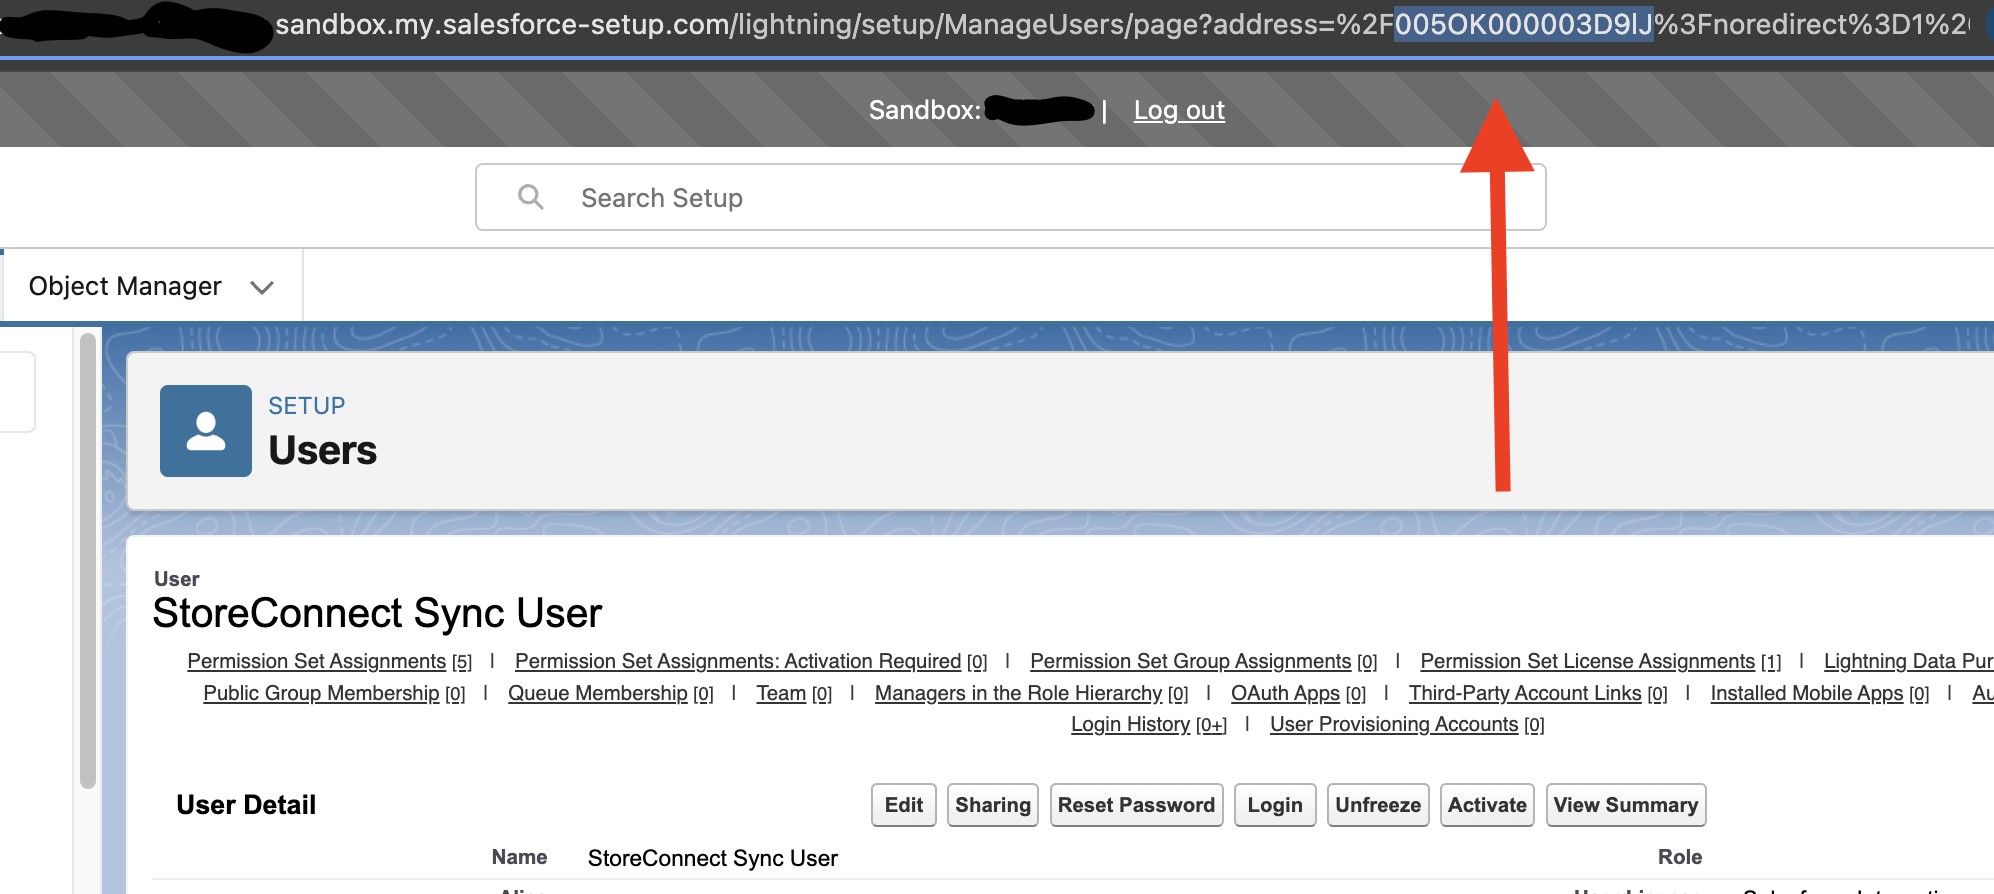 sandbox.my.salesforce-setup.com/lightning/setup/ManageUsers/page?address=%2F005OK000003D9lJ%3Fnoredirect%3D1%2
Sandbox: | Log out
Search Setup
Object Manager
SETUP
Users
User
StoreConnect Sync User
Permission Set Assignments [5] | Permission Set Assignments: Activation Required [0] | Permission Set Group Assignments [0] | Permission Set License Assignments [1] | Lightning Data Pur
Public Group Membership [0] | Queue Membership [0] | Team [0] | Managers in the Role Hierarchy [0] | OAuth Apps [0] | Third-Party Account Links [0] | Installed Mobile Apps [0] | Au
Login History [0+] | User Provisioning Accounts [0]
User Detail Edit Sharing Reset Password Login Unfreeze Activate View Summary
Name StoreConnect Sync User Role